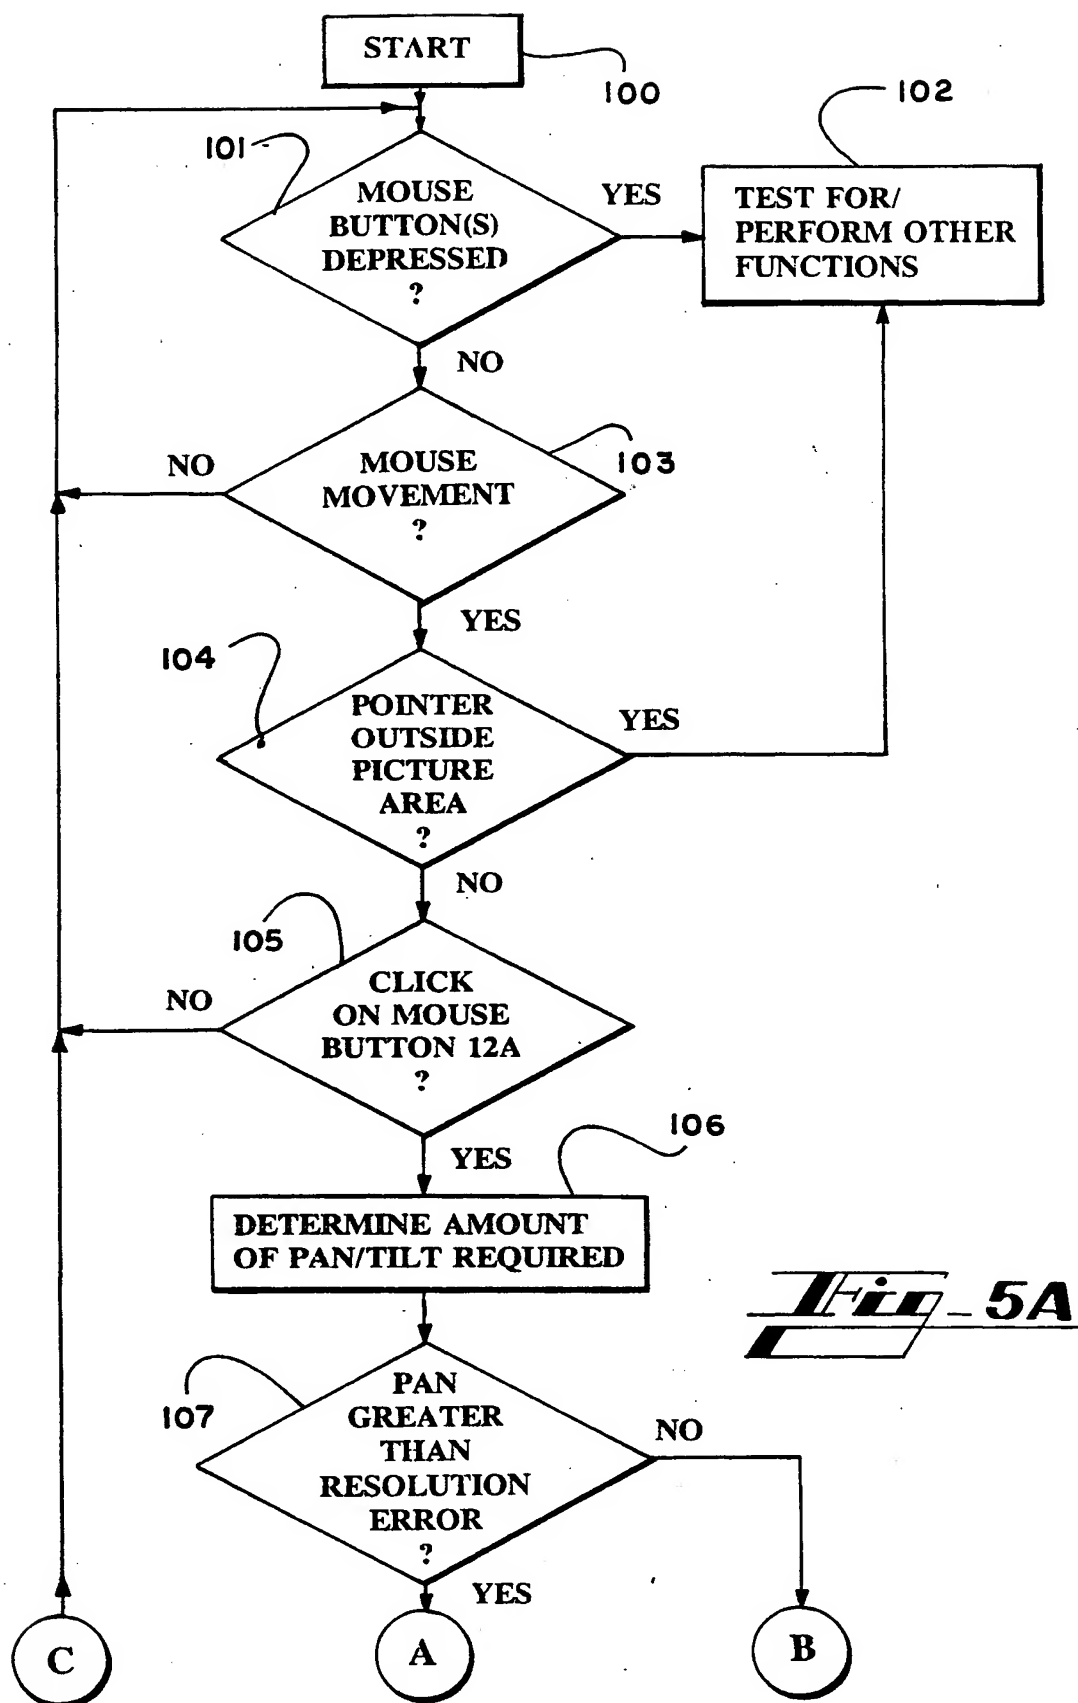 START
100
102
101
MOUSE
BUTTON(S)
DEPRESSED
?
YES
TEST FOR/
PERFORM OTHER
FUNCTIONS
NO
103
NO
MOUSE
MOVEMENT
?
YES
104
POINTER
OUTSIDE
PICTURE
AREA
?
YES
NO
105
CLICK
ON MOUSE
BUTTON 12A
?
NO
YES
106
DETERMINE AMOUNT
OF PAN/TILT REQUIRED
Fig_5A
107
PAN
GREATER
THAN
RESOLUTION
ERROR
?
NO
YES
C
A
B